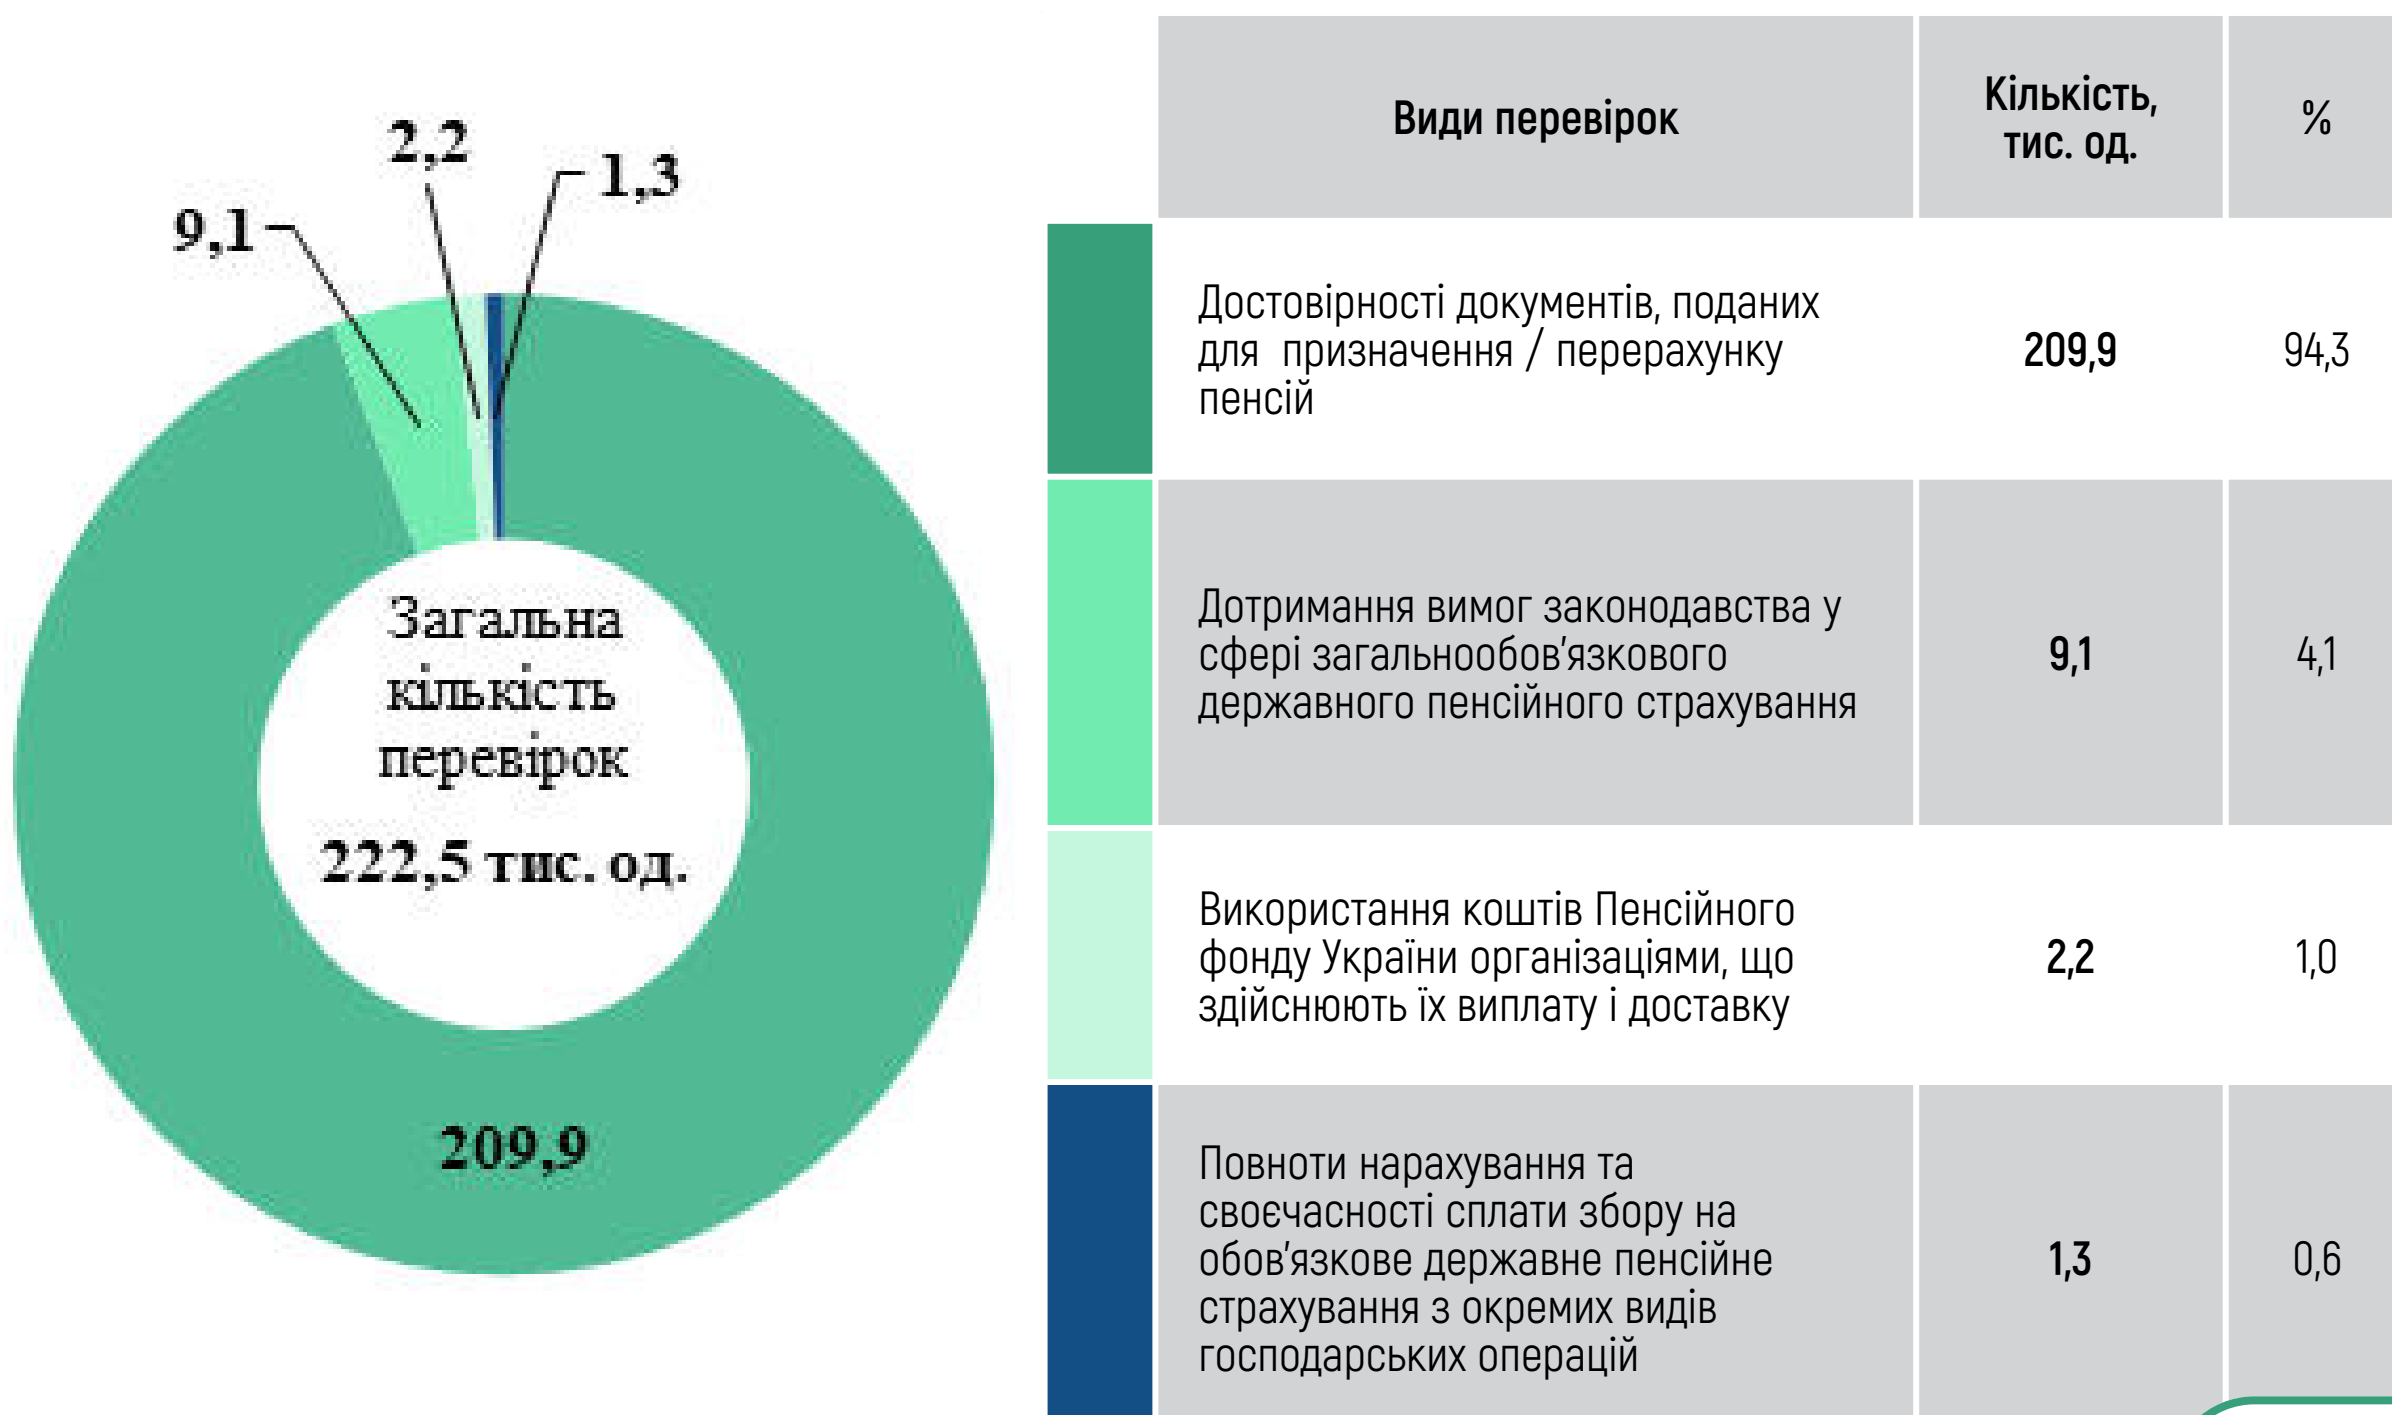 2,2
1,3
9,1
Загальна
кількість
перевірок
222,5 тис. од.
209,9
Види перевірок
Кількість,
тис. од.
%
Достовірності документів, поданих
для призначення / перерахунку
пенсій
209,9
94,3
Дотримання вимог законодавства у
сфері загальнообов'язкового
державного пенсійного страхування
9,1
4,1
Використання коштів Пенсійного
фонду України організаціями, що
здійснюють їх виплату і доставку
2,2
1,0
Повноти нарахування та
своєчасності сплати збору на
обов'язкове державне пенсійне
страхування з окремих видів
господарських операцій
1,3
0,6